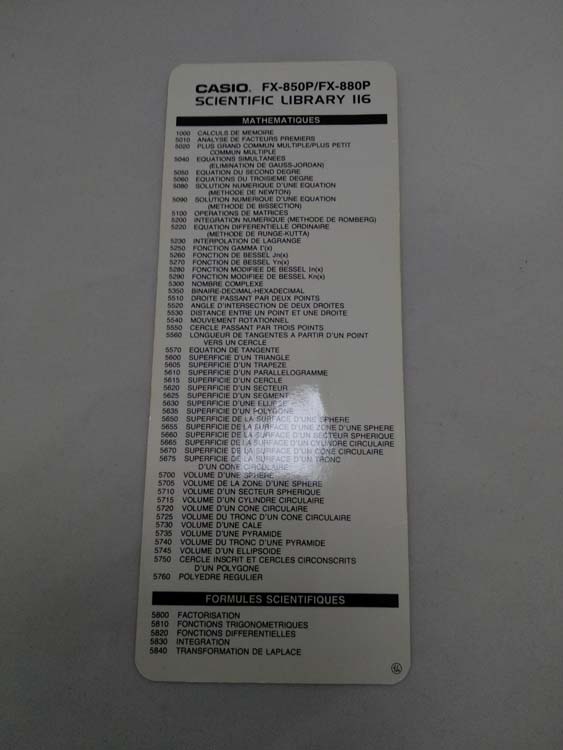 CASIO. FX-850P/FX-880P
SCIENTIFIC LIBRARY 116
MATHEMATIQUES
1000 CALCULS DE MEMOIRE
5010 ANALYSE DE FACTEURS PREMIERS
5020 PLUS GRAND COMMUN MULTIPLE/PLUS PETIT
COMMUN MULTIPLE
5040 EQUATIONS SIMULTANEES
(ELIMINATION DE GAUSS-JORDAN)
5050 EQUATION DU SECOND DEGRE
5060 EQUATIONS DU TROISIEME DEGRE
5080 SOLUTION NUMERIQUE D'UNE EQUATION
(METHODE DE NEWTON)
5090 SOLUTION NUMERIQUE D'UNE EQUATION
(METHODE DE BISSECTION)
5100 OPERATIONS DE MATRICES
5200 INTEGRATION NUMERIQUE (METHODE DE ROMBERG)
5220 EQUATION DIFFERENTIELLE ORDINAIRE
(METHODE DE RUNGE-KUTTA)
5230 INTERPOLATION DE LAGRANGE
5250 FONCTION GAMMA Γ(x)
5260 FONCTION DE BESSEL Jn(x)
5270 FONCTION DE BESSEL Yn(x)
5280 FONCTION MODIFIEE DE BESSEL In(x)
5290 FONCTION MODIFIEE DE BESSEL Kn(x)
5300 NOMBRE COMPLEXE
5350 BINAIRE-DECIMAL-HEXADECIMAL
5510 DROITE PASSANT PAR DEUX POINTS
5520 ANGLE D'INTERSECTION DE DEUX DROITES
5530 DISTANCE ENTRE UN POINT ET UNE DROITE
5540 MOUVEMENT ROTATIONNEL
5550 CERCLE PASSANT PAR TROIS POINTS
5560 LONGUEUR DE TANGENTES A PARTIR D'UN POINT
VERS UN CERCLE
5570 EQUATION DE TANGENTE
5600 SUPERFICIE D'UN TRIANGLE
5605 SUPERFICIE D'UN TRAPEZE
5610 SUPERFICIE D'UN PARALLELOGRAMME
5615 SUPERFICIE D'UN CERCLE
5620 SUPERFICIE D'UN SECTEUR
5625 SUPERFICIE D'UN SEGMENT
5630 SUPERFICIE D'UNE ELLIPSE
5635 SUPERFICIE D'UN POLYGONE
5650 SUPERFICIE DE LA SURFACE D'UNE SPHERE
5655 SUPERFICIE DE LA SURFACE D'UNE ZONE D'UNE SPHERE
5660 SUPERFICIE DE LA SURFACE D'UN SECTEUR SPHERIQUE
5665 SUPERFICIE DE LA SURFACE D'UN CYLINDRE CIRCULAIRE
5670 SUPERFICIE DE LA SURFACE D'UN CONE CIRCULAIRE
5675 SUPERFICIE DE LA SURFACE D'UN TRONC
D'UN CONE CIRCULAIRE
5700 VOLUME D'UNE SPHERE
5705 VOLUME DE LA ZONE D'UNE SPHERE
5710 VOLUME D'UN SECTEUR SPHERIQUE
5715 VOLUME D'UN CYLINDRE CIRCULAIRE
5720 VOLUME D'UN CONE CIRCULAIRE
5725 VOLUME DU TRONC D'UN CONE CIRCULAIRE
5730 VOLUME D'UNE CALE
5735 VOLUME D'UNE PYRAMIDE
5740 VOLUME DU TRONC D'UNE PYRAMIDE
5745 VOLUME D'UN ELLIPSOIDE
5750 CERCLE INSCRIT ET CERCLES CIRCONSCRITS
D'UN POLYGONE
5760 POLYEDRE REGULIER
FORMULES SCIENTIFIQUES
5800 FACTORISATION
5810 FONCTIONS TRIGONOMETRIQUES
5820 FONCTIONS DIFFERENTIELLES
5830 INTEGRATION
5840 TRANSFORMATION DE LAPLACE